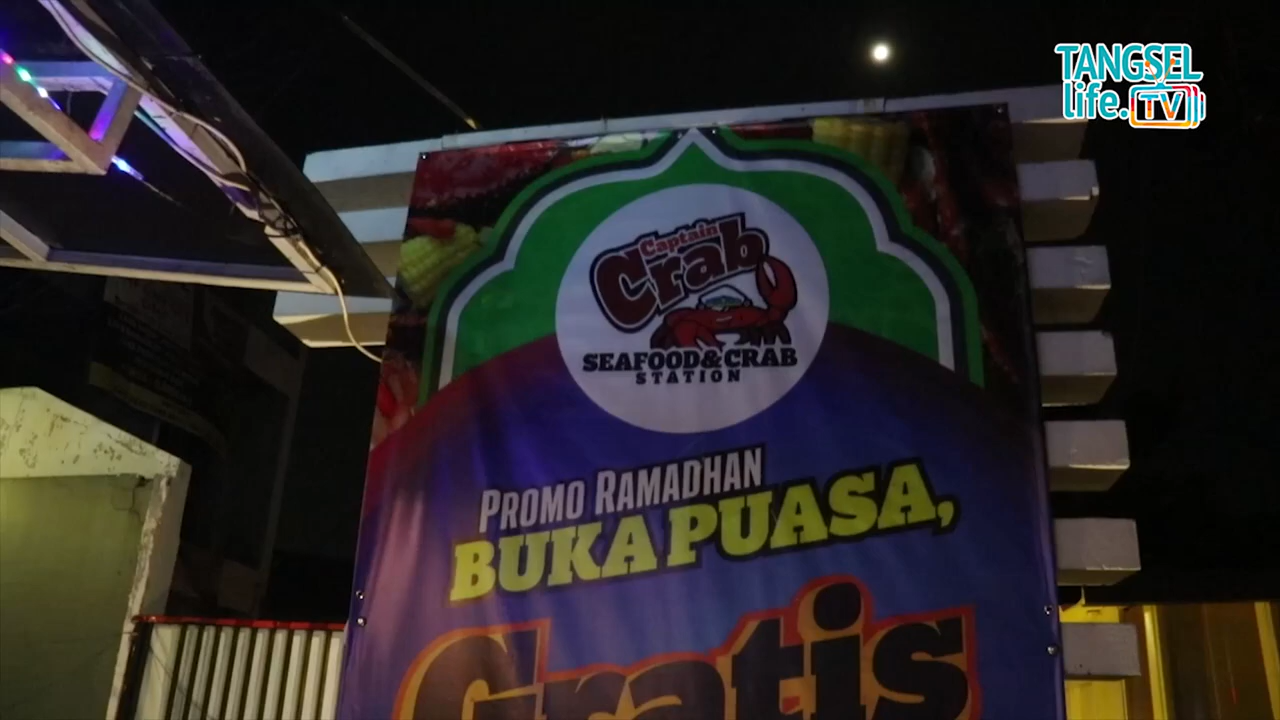 TANGSEL
life.TV
Captain
Crab
SEAFOOD&CRAB
STATION
PROMO RAMADHAN
BUKA PUASA,
Gratis